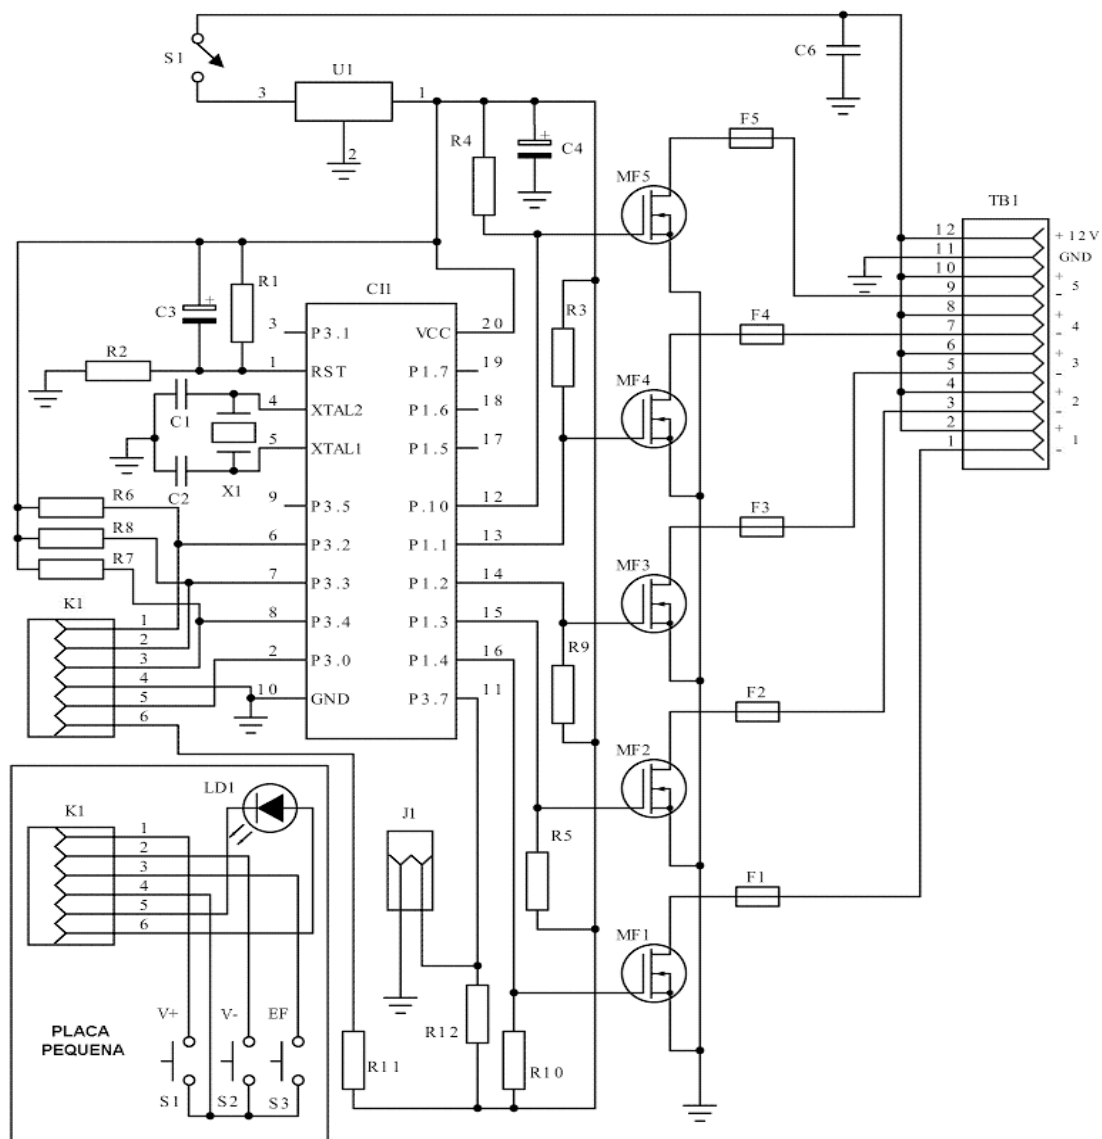 S1
U1
3 1
2
C6
R4
+
C4
F5
MF5
TB1
12 + 12V
11 GND
10 +
9 - 5
8 +
7 - 4
6 +
5 - 3
4 +
3 - 2
2 +
1 - 1
C3
+
R1
CI1
R3
F4
3 P3.1 VCC 20
R2
1 RST P1.7 19
MF4
4 XTAL2 P1.6 18
C1
5 XTAL1 P1.5 17
C2
X1
9 P3.5 P.10 12
R6
F3
6 P3.2 P1.1 13
R8
R7
MF3
7 P3.3 P1.2 14
K1
8 P3.4 P1.3 15
2 P3.0 P1.4 16
10 GND P3.7 11
1
2
3
4
5
6
R9
F2
MF2
K1
LD1
1
2
3
4
5
6
J1
R5
F1
MF1
V+
V-
EF
PLACA
PEQUENA
S1
S2
S3
R11
R12
R10